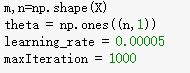 m,n=np.shape(X)
theta = np.ones((n,1))
learning_rate = 0.00005
maxIteration = 1000